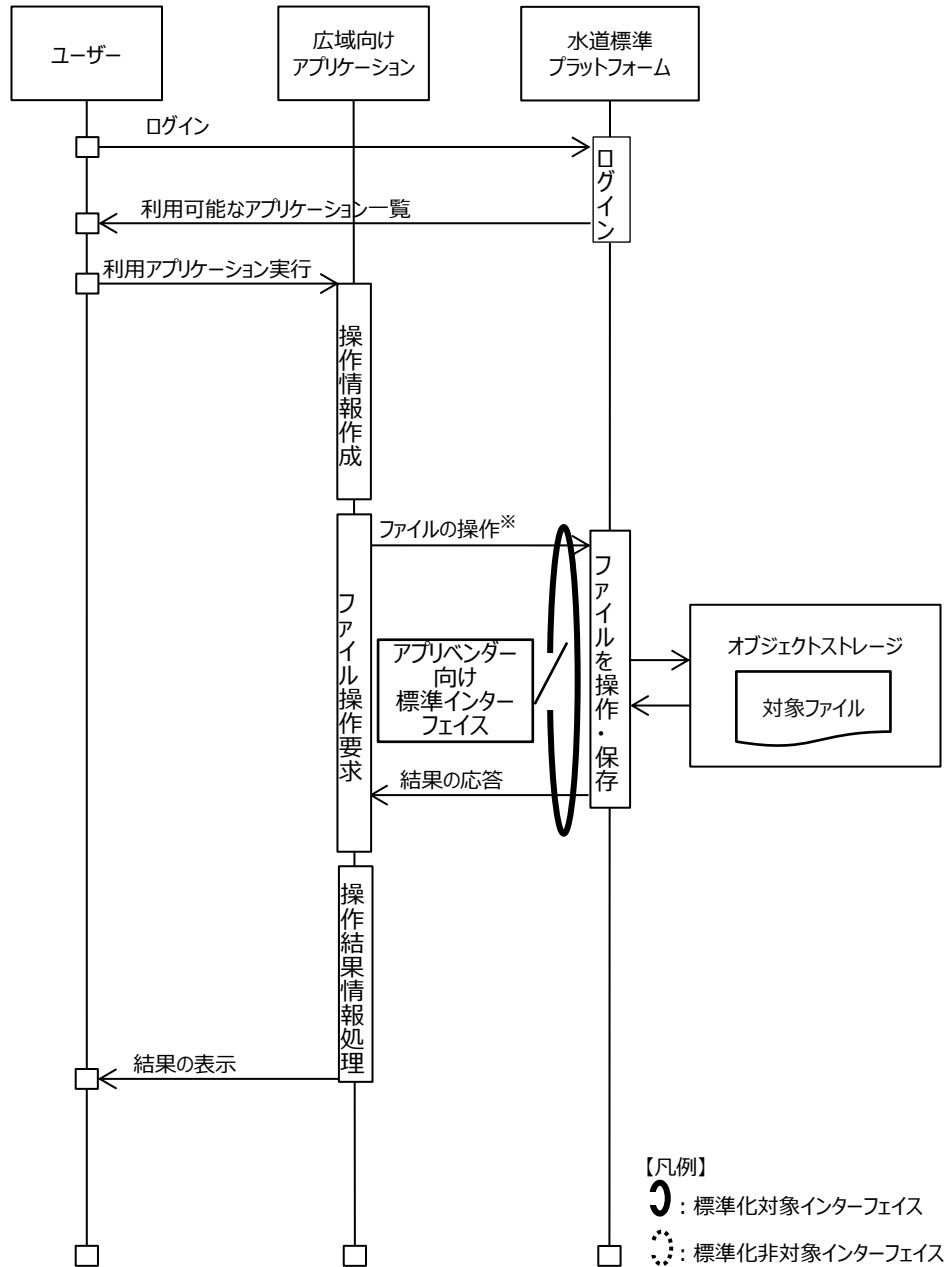 ユーザー
広域向け
アプリケーション
水道標準
プラットフォーム
ログイン
ログイン
利用可能なアプリケーション一覧
利用アプリケーション実行
操作情報作成
ファイルの操作※
ファイル操作要求
アプリベンダー
向け
標準インター
フェイス
ファイルを操作・保存
オブジェクトストレージ
対象ファイル
結果の応答
操作結果情報処理
結果の表示
【凡例】
：標準化対象インターフェイス
：標準化非対象インターフェイス